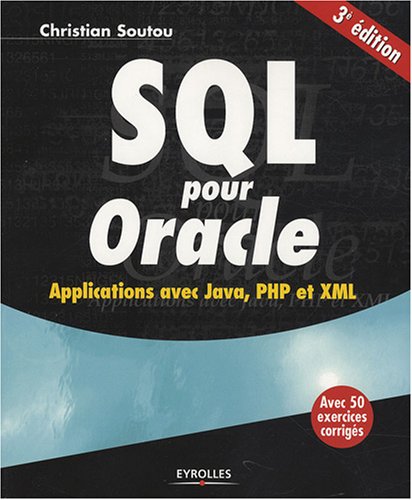 Christian Soutou
3e édition
SQL
pour
Oracle
Applications avec Java, PHP et XML
Avec 50
exercices
corrigés
EYROLLES